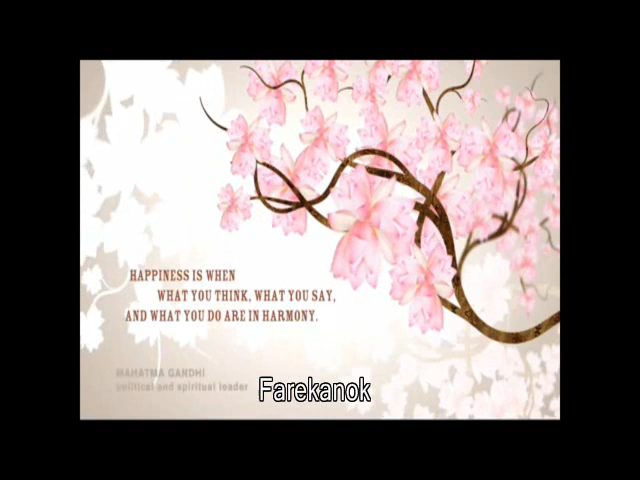 HAPPINESS IS WHEN
WHAT YOU THINK, WHAT YOU SAY,
AND WHAT YOU DO ARE IN HARMONY.
MAHATMA GANDHI
political and spiritual leader
Farekanok